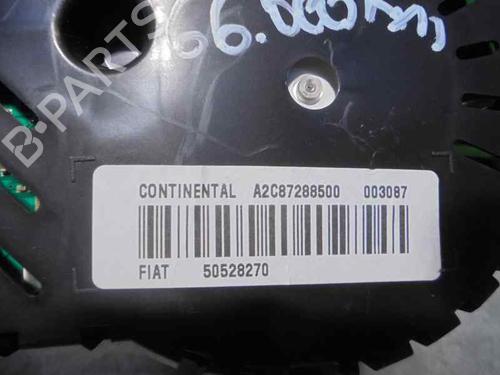 66.000 km
B-PARTS
CONTINENTAL A2C87288500 003087
FIAT 50528270